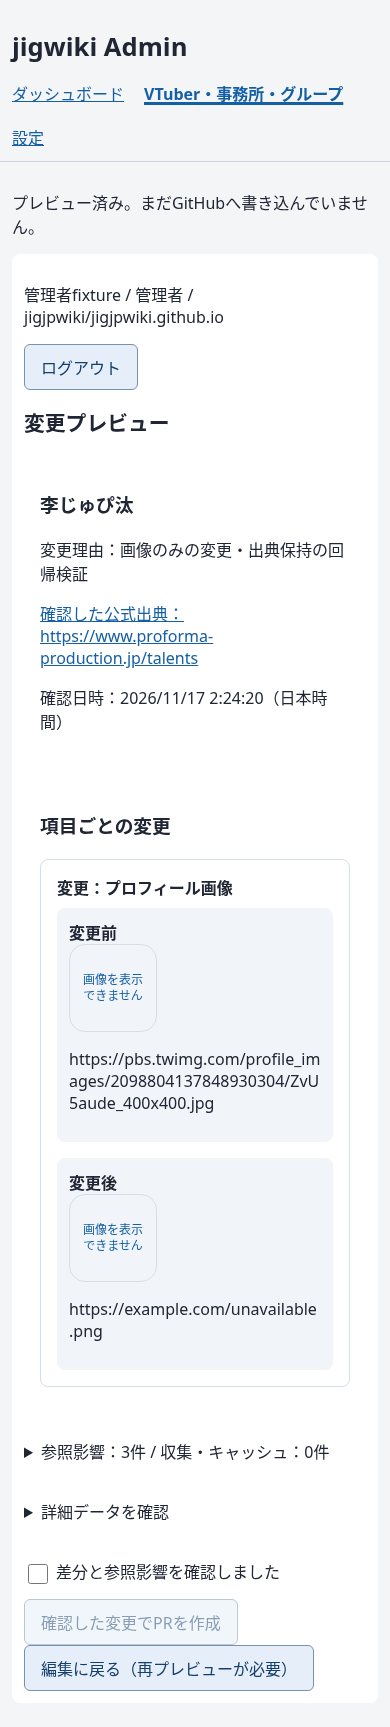 jigwiki Admin
ダッシュボード VTuber・事務所・グループ
設定
プレビュー済み。まだGitHubへ書き込んでいませ
ん。
管理者fixture / 管理者 /
jigjpwiki/jigjpwiki.github.io
ログアウト
変更プレビュー
李じゅぴ汰
変更理由：画像のみの変更・出典保持の回
帰検証
確認した公式出典：
https://www.proforma-
production.jp/talents
確認日時：2026/11/17 2:24:20（日本時
間）
項目ごとの変更
変更：プロフィール画像
変更前
画像を表示
できません
https://pbs.twimg.com/profile_im
ages/2098804137848930304/ZvU
5aude_400x400.jpg
変更後
画像を表示
できません
https://example.com/unavailable
.png
▶ 参照影響：3件 / 収集・キャッシュ：0件
▶ 詳細データを確認
差分と参照影響を確認しました
確認した変更でPRを作成
編集に戻る（再プレビューが必要）